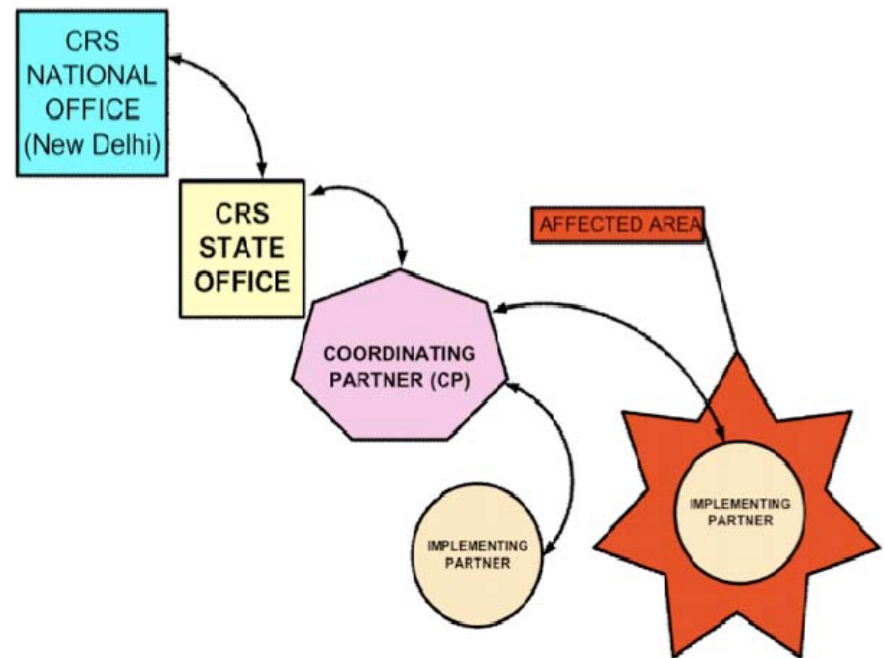 CRS
NATIONAL
OFFICE
(New Delhi)
CRS
STATE
OFFICE
AFFECTED AREA
COORDINATING
PARTNER (CP)
IMPLEMENTING
PARTNER
IMPLEMENTING
PARTNER